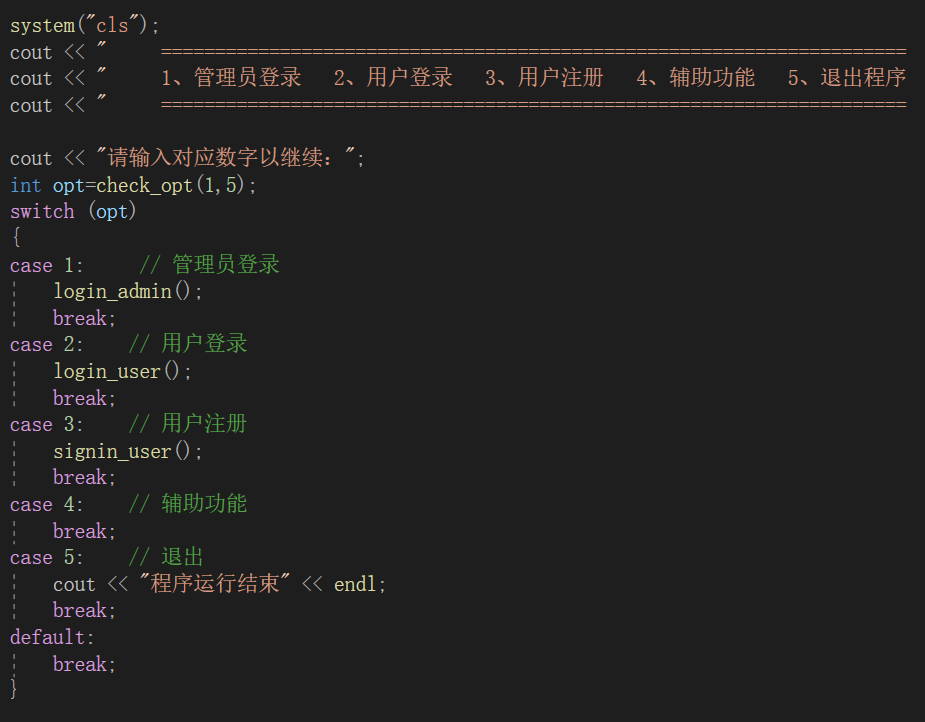 system("cls");
cout << "     =====================================================================
cout << "     1、管理员登录   2、用户登录   3、用户注册   4、辅助功能   5、退出程序
cout << "     =====================================================================
cout << "请输入对应数字以继续：";
int opt=check_opt(1,5);
switch (opt)
{
case 1:     // 管理员登录
    login_admin();
    break;
case 2:    // 用户登录
    login_user();
    break;
case 3:    // 用户注册
    signin_user();
    break;
case 4:    // 辅助功能
    break;
case 5:    // 退出
    cout << "程序运行结束" << endl;
    break;
default:
    break;
}